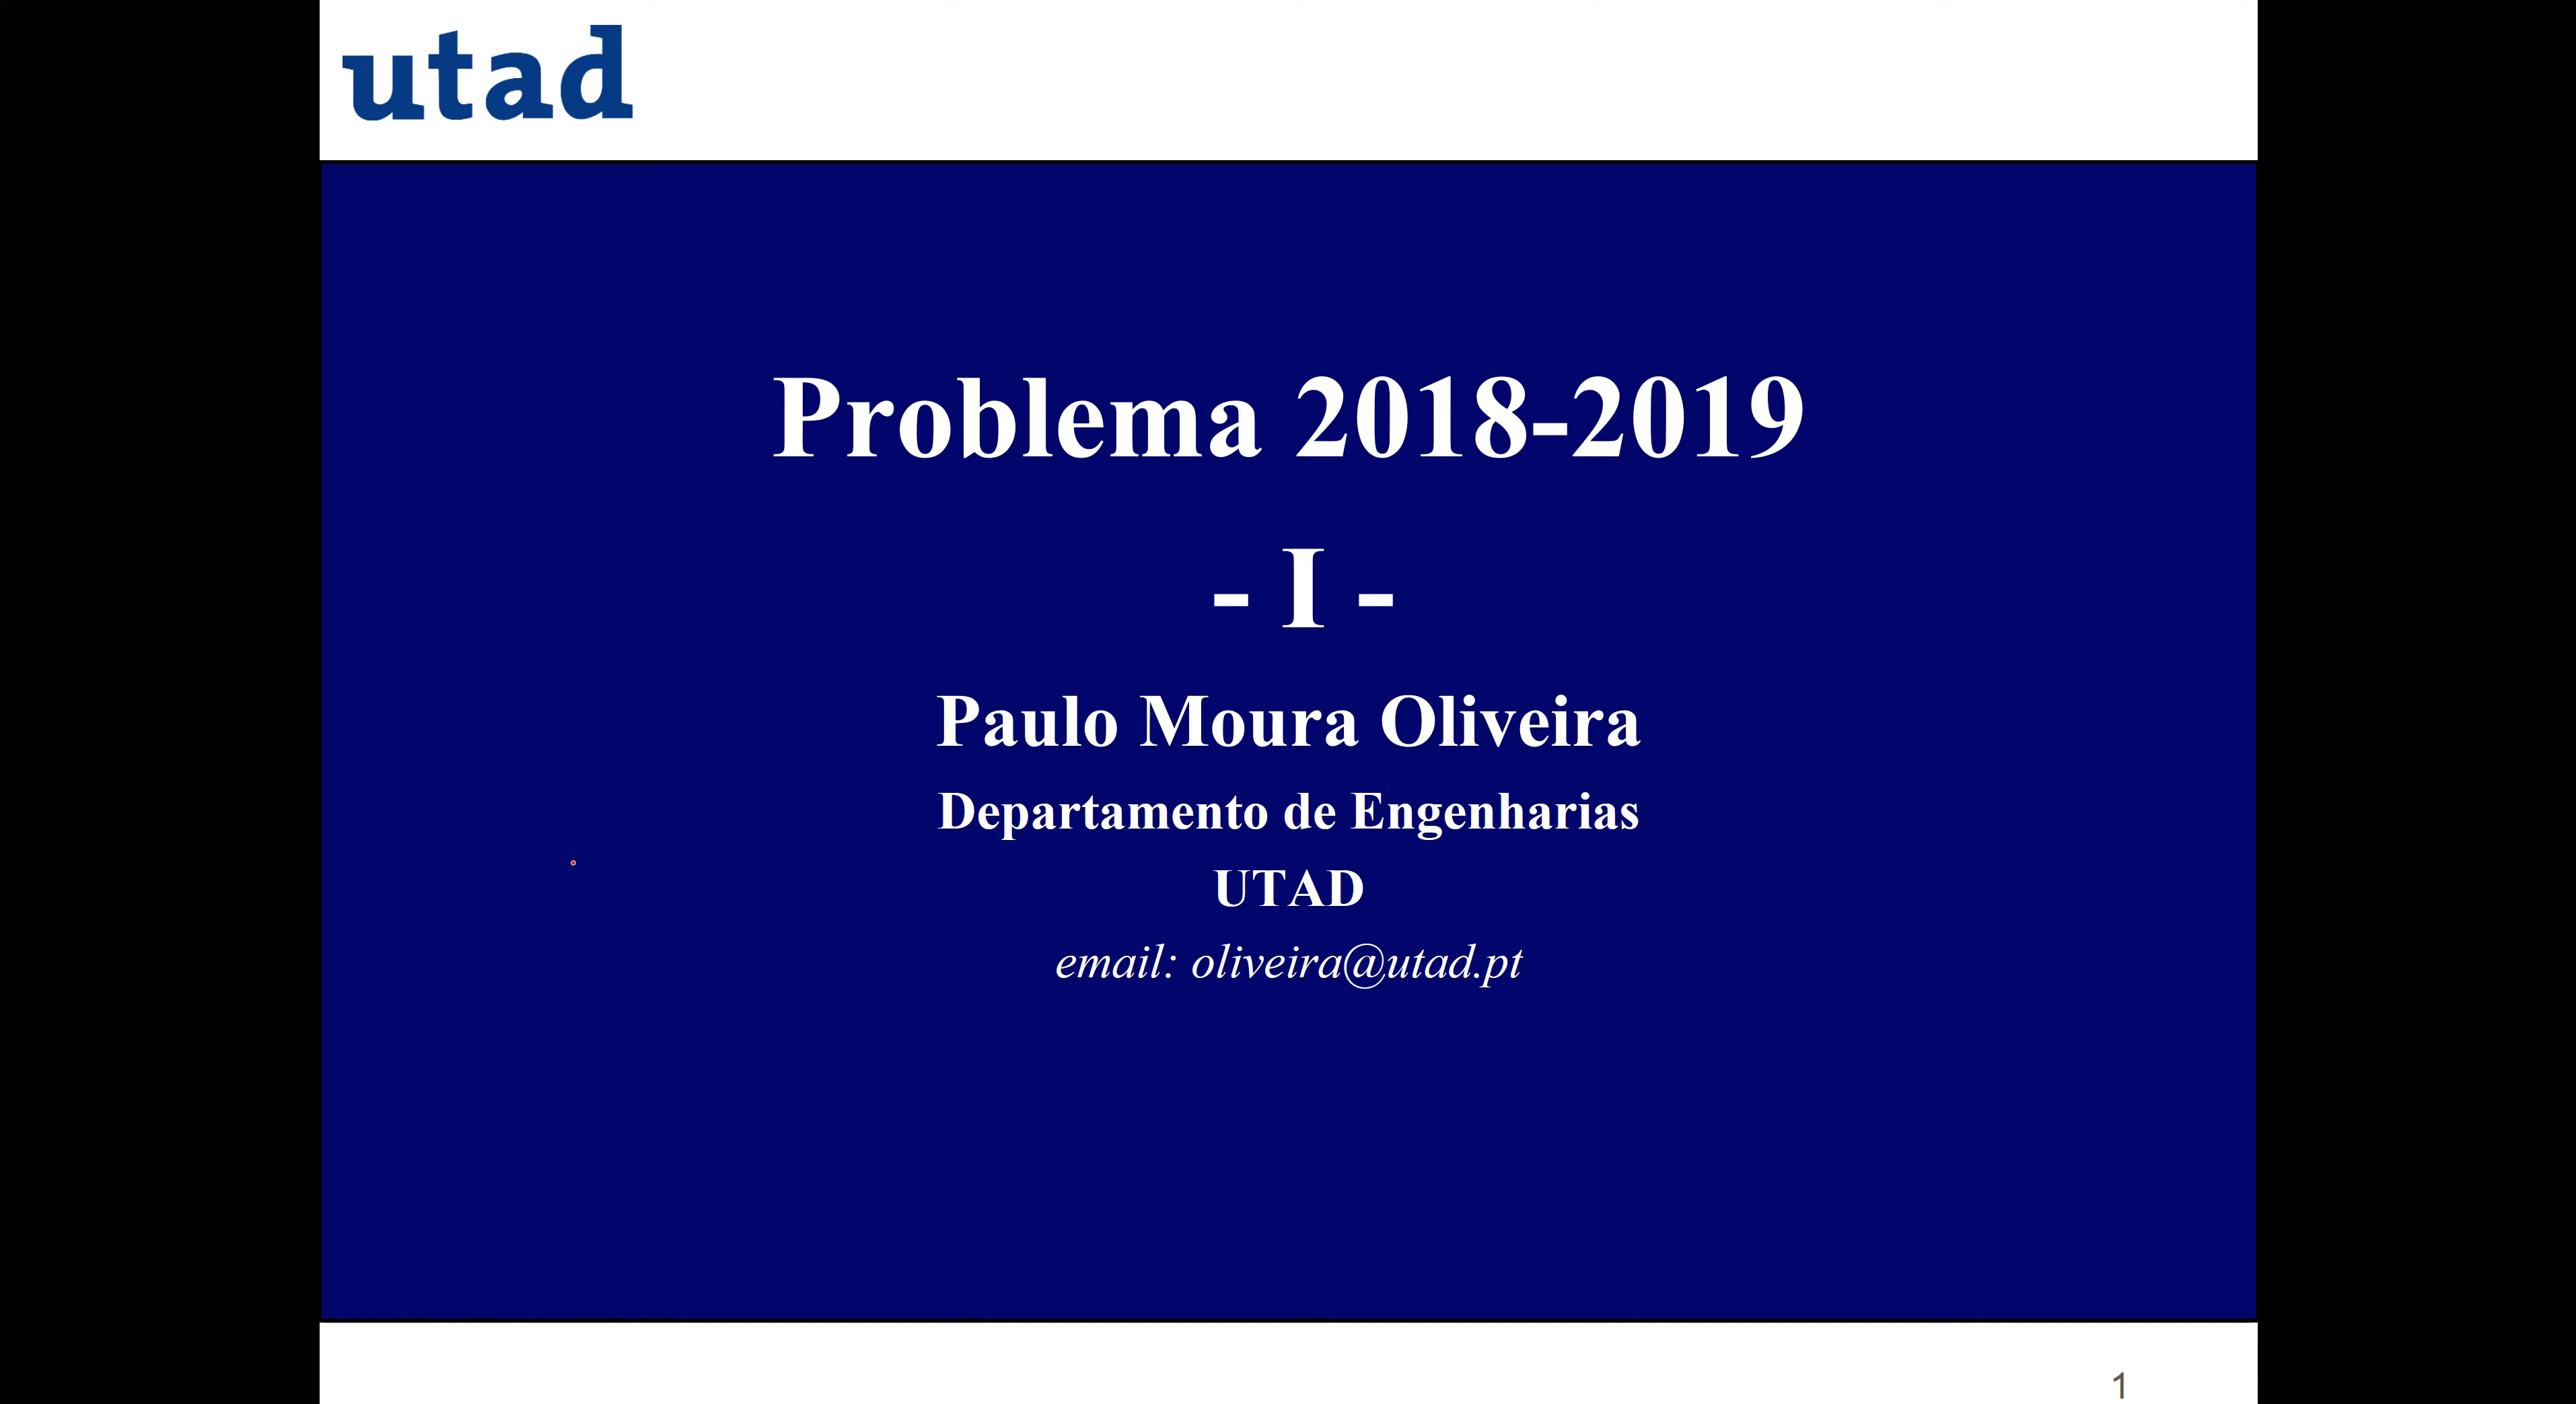 utad
Problema 2018-2019
- I -
Paulo Moura Oliveira
Departamento de Engenharias
UTAD
email: oliveira@utad.pt
1